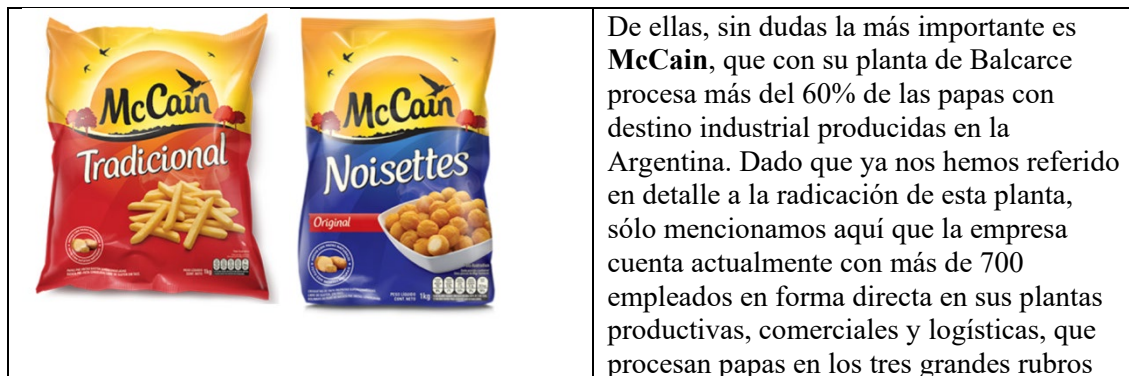 McCain
Tradicional
McCain
Noisettes
Original
1kg
De ellas, sin dudas la más importante es
McCain, que con su planta de Balcarce
procesa más del 60% de las papas con
destino industrial producidas en la
Argentina. Dado que ya nos hemos referido
en detalle a la radicación de esta planta,
sólo mencionamos aquí que la empresa
cuenta actualmente con más de 700
empleados en forma directa en sus plantas
productivas, comerciales y logísticas, que
procesan papas en los tres grandes rubros